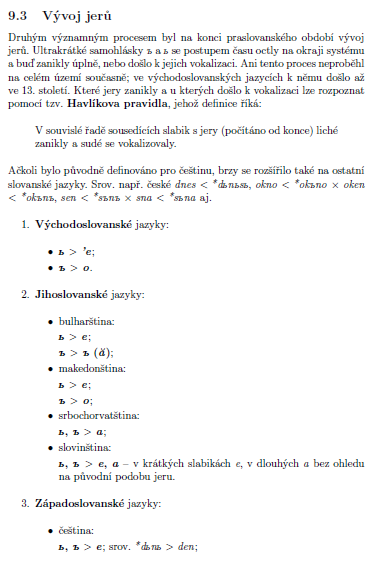 9.3 Vývoj jerů
Druhým významným procesem byl na konci praslovanského období vývoj
jerů. Ultrakrátké samohlásky ъ a ь se postupem času octly na okraji systému
a buď zanikly úplně, nebo došlo k jejich vokalizaci. Ani tento proces neproběhl
na celém území současně; ve východoslovanských jazycích k němu došlo až
ve 13. století. Které jery zanikly a u kterých došlo k vokalizaci lze rozpoznat
pomocí tzv. Havlíkova pravidla, jehož definice říká:
V souvislé řadě sousedících slabik s jery (počítáno od konce) liché
zanikly a sudé se vokalizovaly.
Ačkoli bylo původně definováno pro češtinu, brzy se rozšířilo také na ostatní
slovanské jazyky. Srov. např. české dnes < *dьnьsь, okno < *okъno × oken
< *okъnъ, sen < *sъnъ × sna < *sъna aj.
1. Východoslovanské jazyky:
• ь > 'e;
• ъ > o.
2. Jihoslovanské jazyky:
• bulharština:
ь > e;
ъ > ъ (ă);
• makedonština:
ь > e;
ъ > o;
• srbochorvatština:
ь, ъ > a;
• slovinština:
ь, ъ > e, a – v krátkých slabikách e, v dlouhých a bez ohledu
na původní podobu jeru.
3. Západoslovanské jazyky:
• čeština:
ь, ъ > e; srov. *dьnь > den;